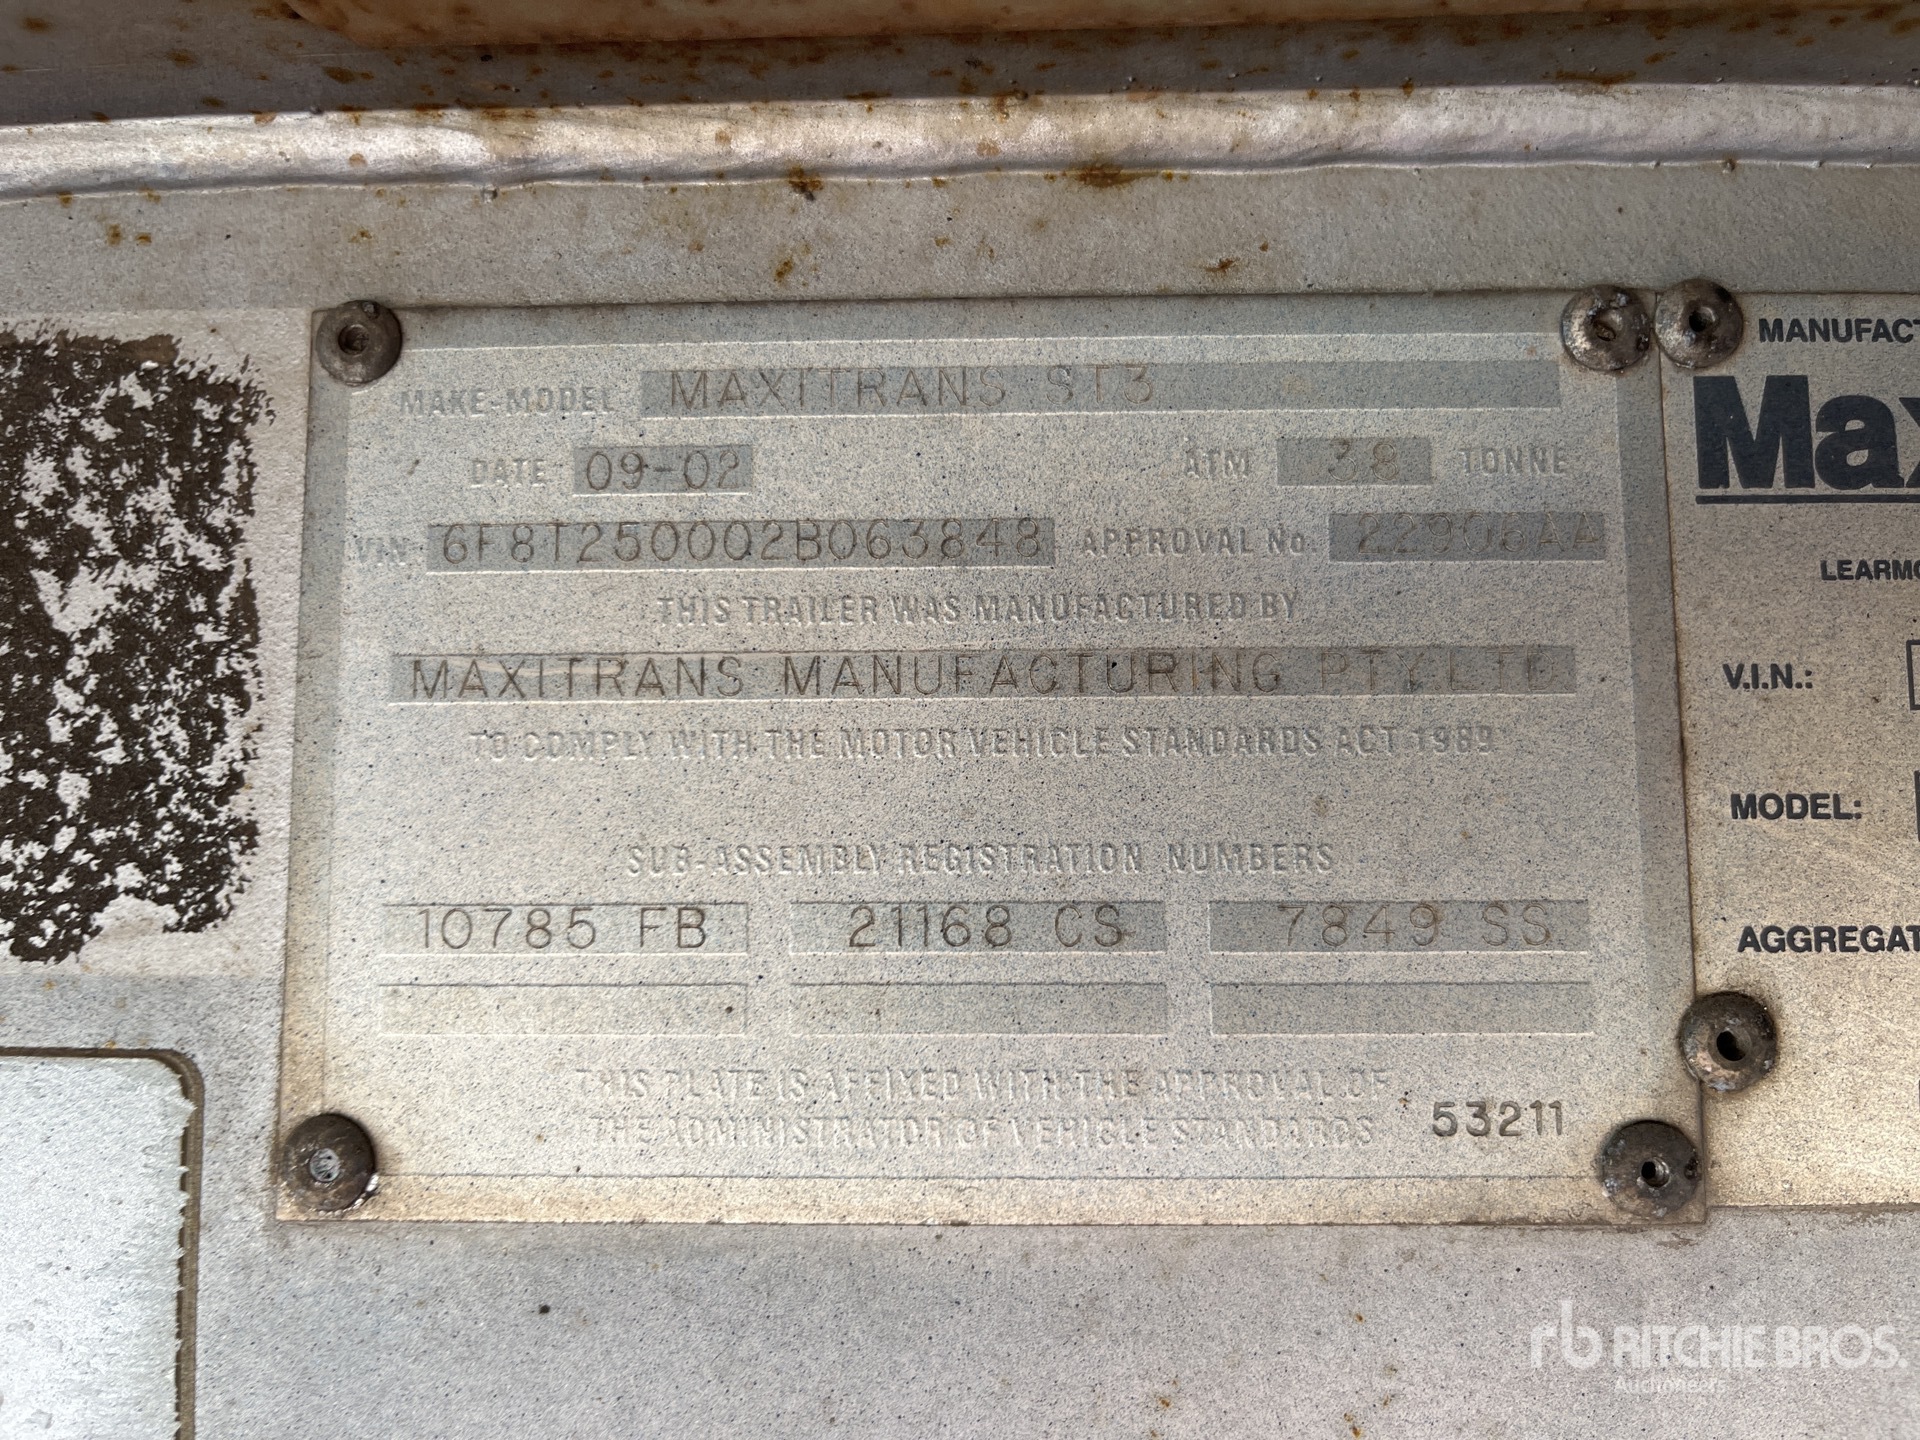 MAKE-MODEL MAXITRANS ST3
DATE 09-02 ATM 38 TONNE
VIN 6F8T250002B063848 APPROVAL No. 22906AA
THIS TRAILER WAS MANUFACTURED BY
MAXITRANS MANUFACTURING PTY.LTD
TO COMPLY WITH THE MOTOR VEHICLE STANDARDS ACT 1989
SUB-ASSEMBLY REGISTRATION NUMBERS
10785 FB 21168 CS 7849 SS
THIS PLATE IS AFFIXED WITH THE APPROVAL OF
THE ADMINISTRATOR OF VEHICLE STANDARDS 53211
MANUFACT
Max
LEARMO
V.I.N.:
MODEL:
AGGREGAT
rb RITCHIE BROS.
Auctioneers